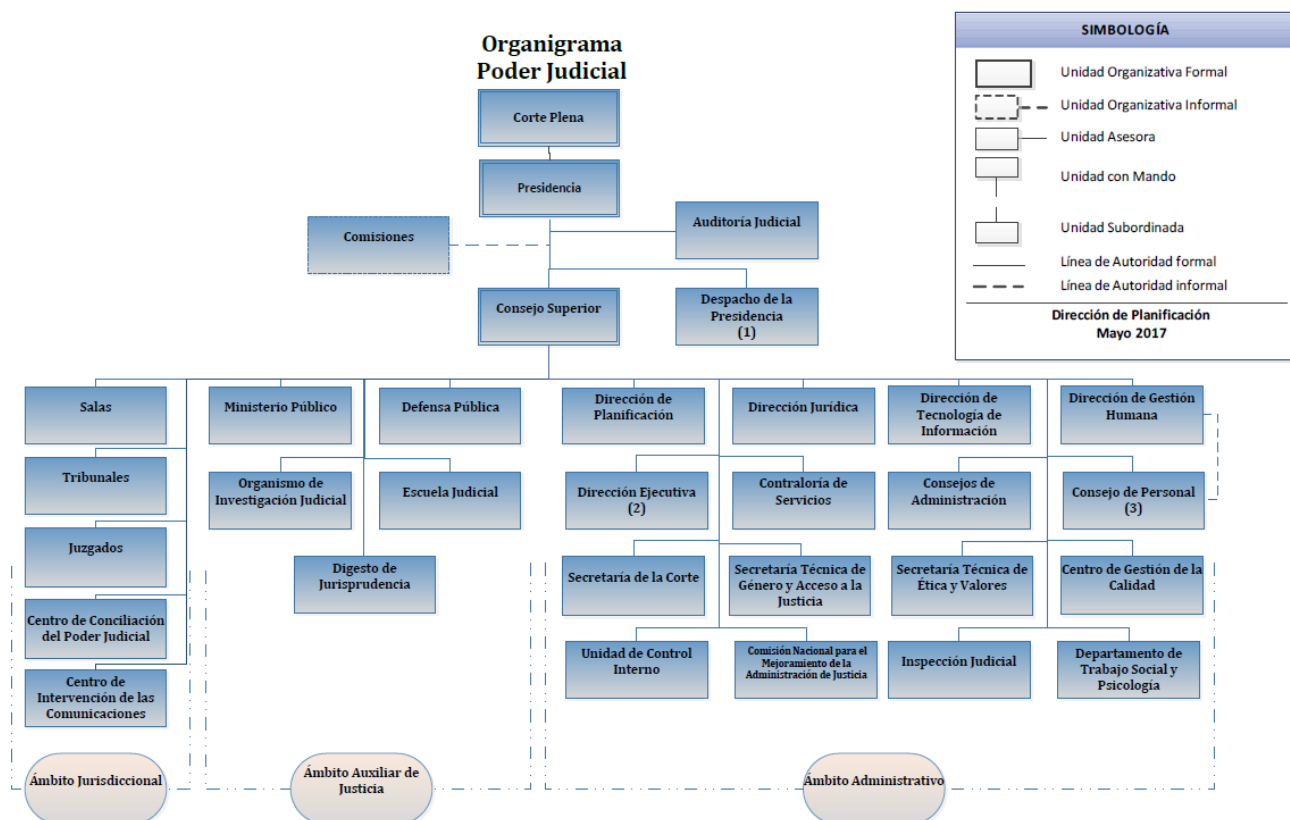 Organigrama
Poder Judicial
SIMBOLOGÍA
Unidad Organizativa Formal
Unidad Organizativa Informal
Unidad Asesora
Unidad con Mando
Unidad Subordinada
Línea de Autoridad formal
Línea de Autoridad informal
Dirección de Planificación
Mayo 2017
Corte Plena
Presidencia
Comisiones
Auditoría Judicial
Consejo Superior
Despacho de la
Presidencia
(1)
Salas
Ministerio Público
Defensa Pública
Dirección de
Planificación
Dirección Jurídica
Dirección de
Tecnología de
Información
Dirección de Gestión
Humana
Tribunales
Organismo de
Investigación Judicial
Escuela Judicial
Dirección Ejecutiva
(2)
Contraloría de
Servicios
Consejos de
Administración
Consejo de Personal
(3)
Juzgados
Digesto de
Jurisprudencia
Secretaría de la Corte
Secretaría Técnica de
Género y Acceso a la
Justicia
Secretaría Técnica de
Ética y Valores
Centro de Gestión de la
Calidad
Centro de Conciliación
del Poder Judicial
Unidad de Control
Interno
Comisión Nacional para el
Mejoramiento de la
Administración de Justicia
Inspección Judicial
Departamento de
Trabajo Social y
Psicología
Centro de
Intervención de las
Comunicaciones
Ámbito Jurisdiccional
Ámbito Auxiliar de
Justicia
Ámbito Administrativo